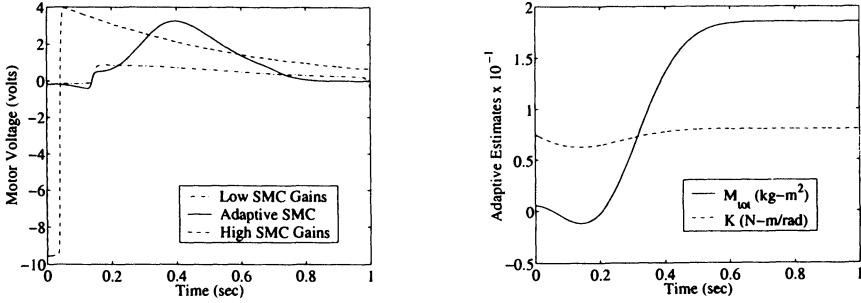 Motor Voltage (volts)
4
2
0
-2
-4
-6
-8
-10
0
0.2
0.4
0.6
0.8
1
Time (sec)
Low SMC Gains
Adaptive SMC
High SMC Gains
Adaptive Estimates x 10^-1
2
1.5
1
0.5
0
-0.5
0
0.2
0.4
0.6
0.8
1
Time (sec)
M_tot (kg-m^2)
K (N-m/rad)